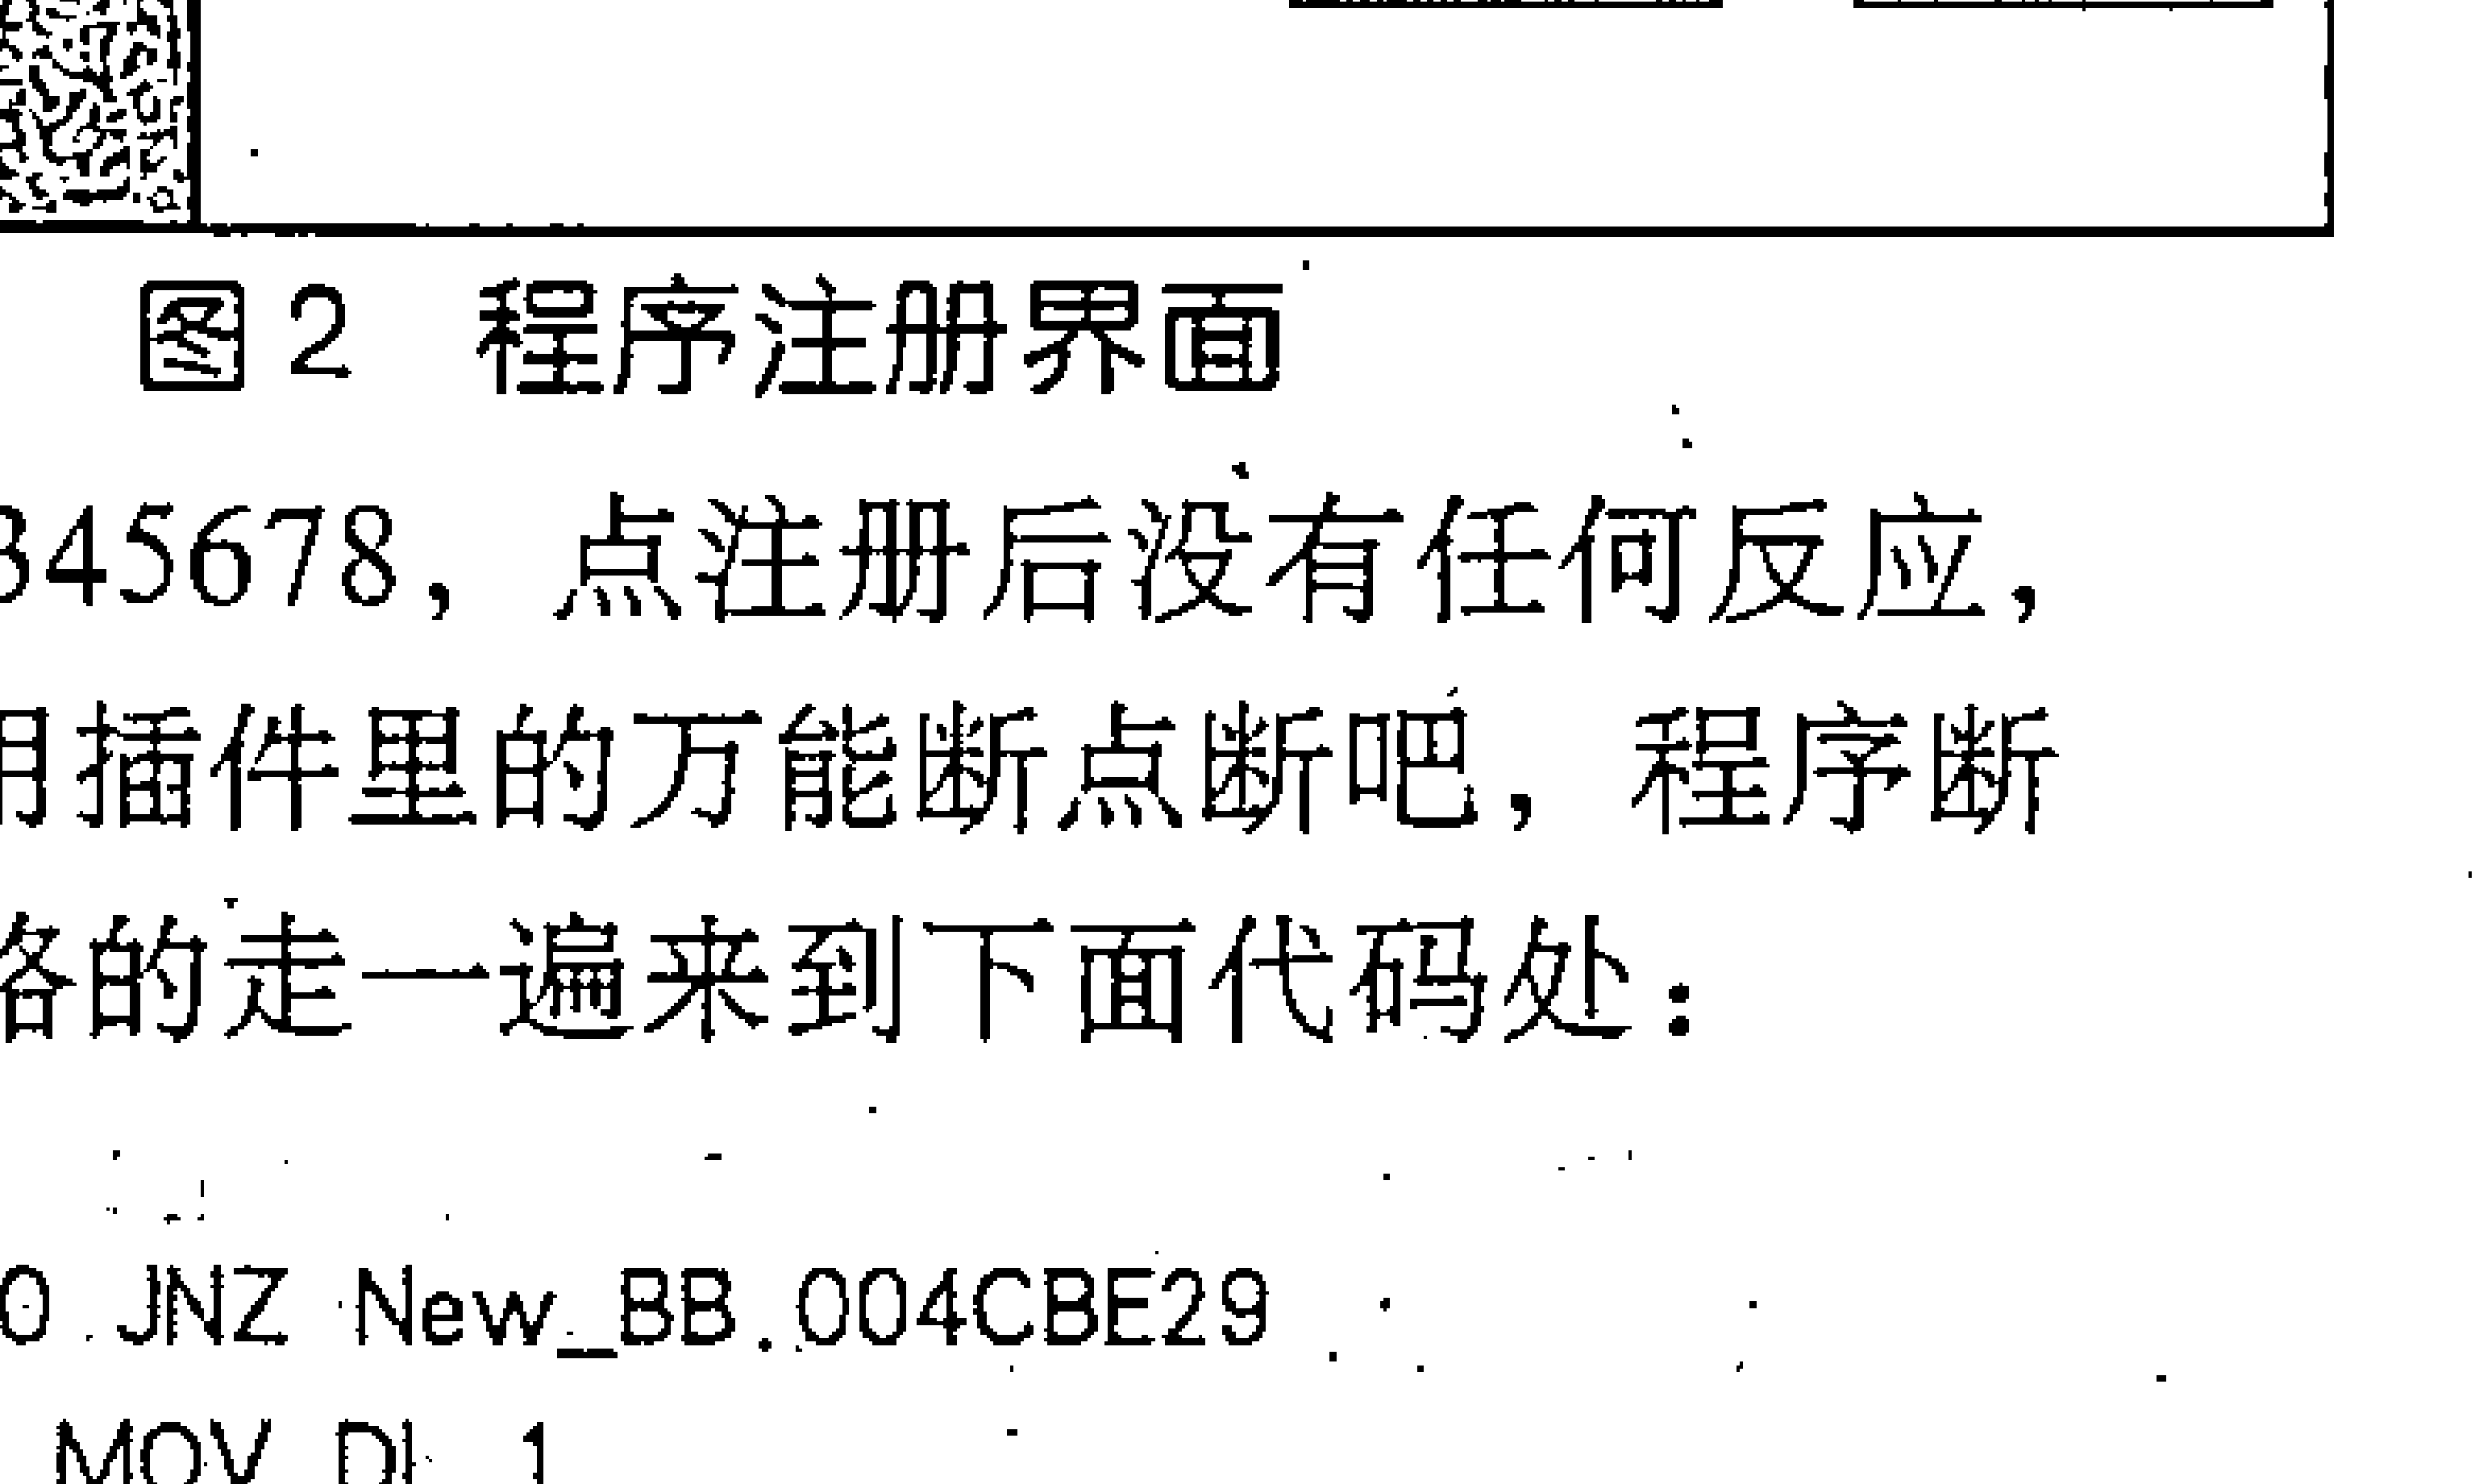 图2 程序注册界面
345678，点注册后没有任何反应，
用插件里的万能断点断吧，程序断
的走一遍来到下面代码处：
0 JNZ New_BB.004CBE29
MOV DL 1